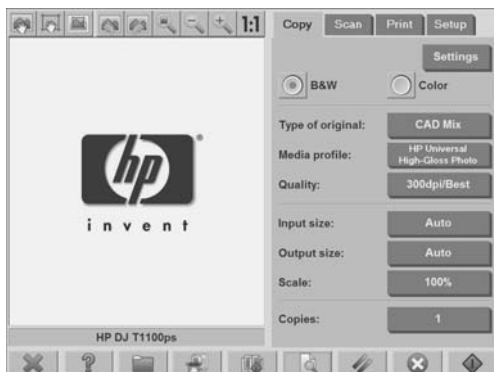 1:1
Copy Scan Print Setup
Settings
B&W Color
Type of original: CAD Mix
Media profile: HP Universal
High-Gloss Photo
Quality: 300dpi/Best
Input size: Auto
Output size: Auto
Scale: 100%
Copies: 1
hp
invent
HP DJ T1100ps
?